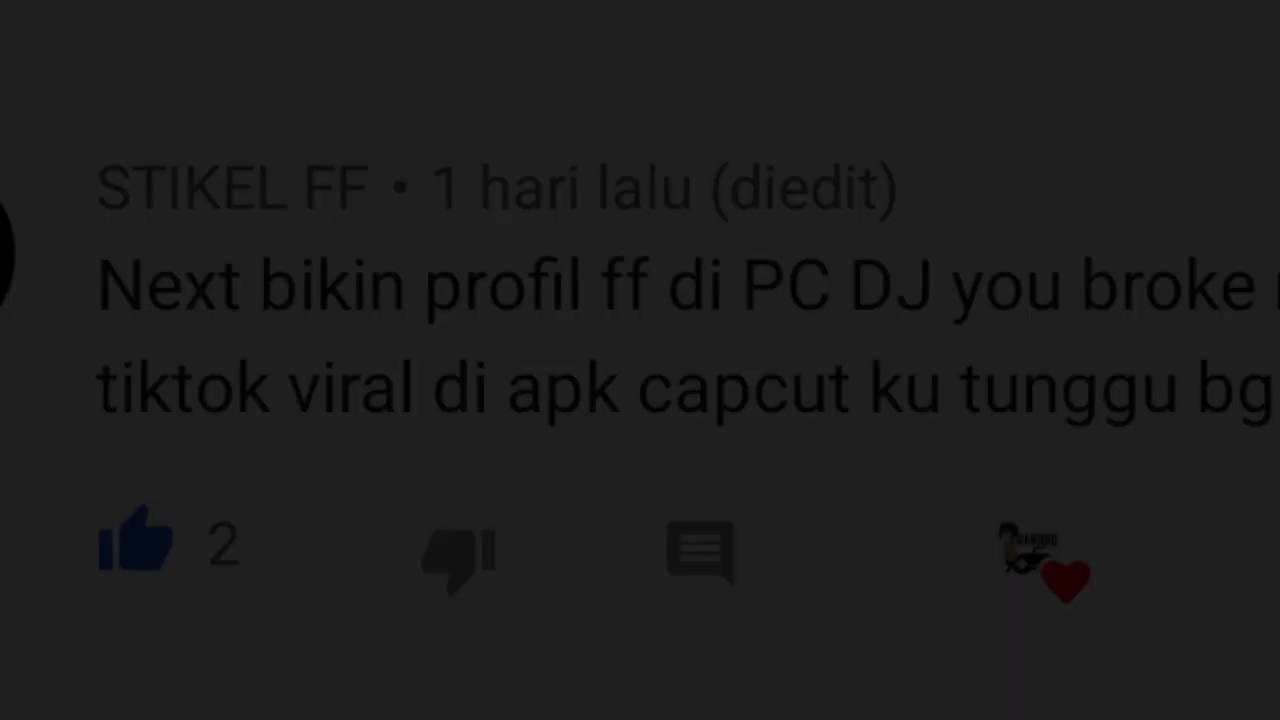 STIKEL FF • 1 hari lalu (diedit)
Next bikin profil ff di PC DJ you broke
tiktok viral di apk capcut ku tunggu bg
2